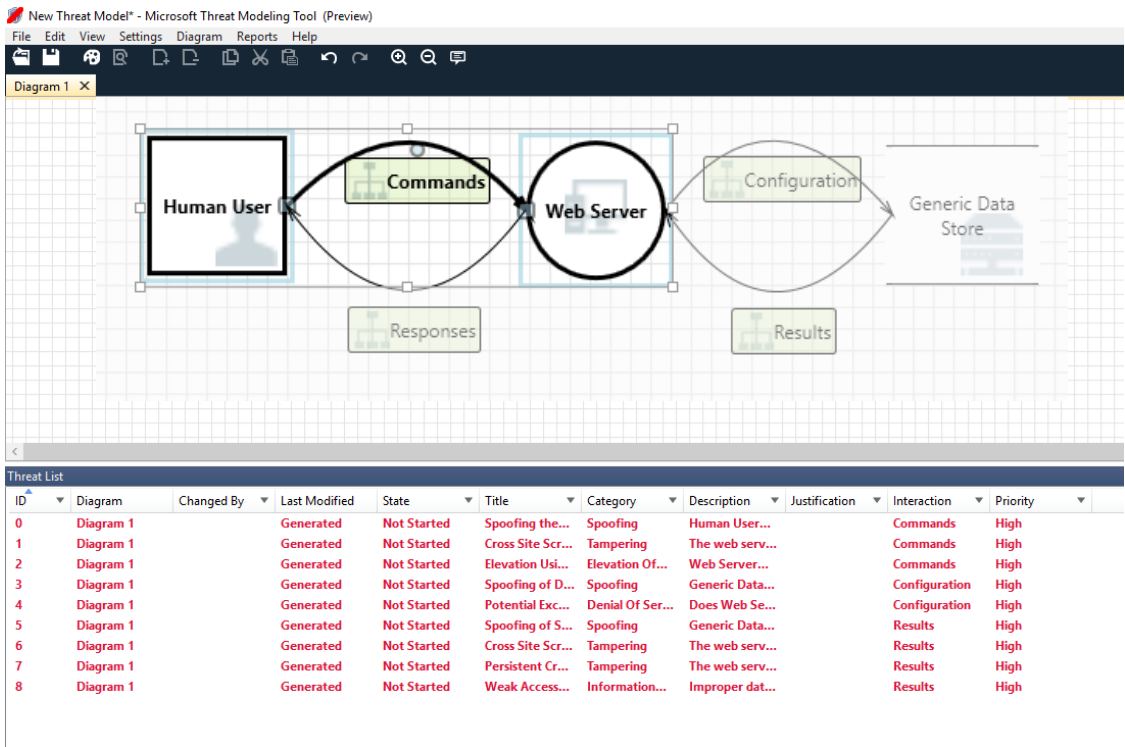 New Threat Model* - Microsoft Threat Modeling Tool (Preview)
File Edit View Settings Diagram Reports Help
Diagram 1
Commands
Configuration
Human User
Web Server
Generic Data
Store
Responses
Results
Threat List
ID Diagram Changed By Last Modified State Title Category Description Justification Interaction Priority
0 Diagram 1 Generated Not Started Spoofing the... Spoofing Human User... Commands High
1 Diagram 1 Generated Not Started Cross Site Scr... Tampering The web serv... Commands High
2 Diagram 1 Generated Not Started Elevation Usi... Elevation Of... Web Server... Commands High
3 Diagram 1 Generated Not Started Spoofing of D... Spoofing Generic Data... Configuration High
4 Diagram 1 Generated Not Started Potential Exc... Denial Of Ser... Does Web Se... Configuration High
5 Diagram 1 Generated Not Started Spoofing of S... Spoofing Generic Data... Results High
6 Diagram 1 Generated Not Started Cross Site Scr... Tampering The web serv... Results High
7 Diagram 1 Generated Not Started Persistent Cr... Tampering The web serv... Results High
8 Diagram 1 Generated Not Started Weak Access... Information... Improper dat... Results High